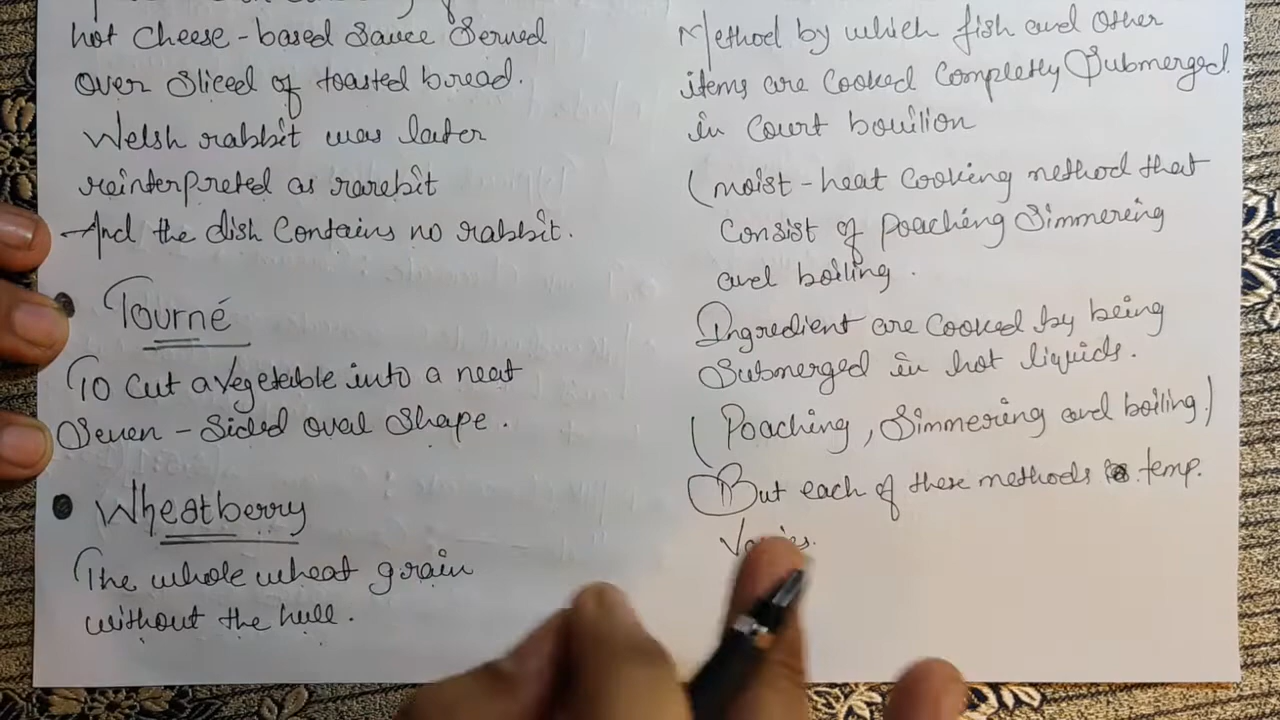 hot cheese-based Sauce Served
Over Sliced of toasted bread.
Welsh rabbit was later
reinterpreted as rarebit
And the dish Contains no rabbit.
Tourné
To Cut a vegetable into a neat
Seven-Sided oval Shape.
Wheatberry
The whole wheat grain
without the hull.
Method by which fish and Other
items are Cooked Completly Submerged
in Court bouilion
(moist-heat Cooking method that
Consist of Poaching Simmering
and boiling.
Ingredient are Cooked by being
Submerged in hot liquids.
(Poaching, Simmering and boiling.)
But each of these methods temp.